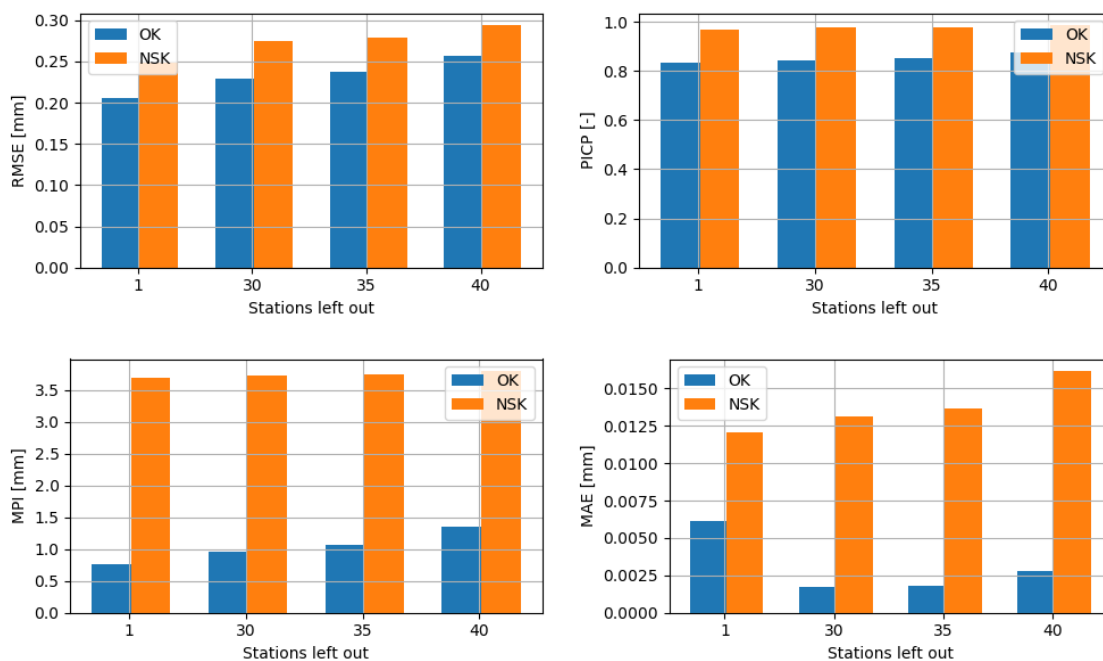 0.30
0.25
0.20
0.15
0.10
0.05
0.00
RMSE [mm]
OK
NSK
1 30 35 40
Stations left out
1.0
0.8
0.6
0.4
0.2
0.0
PICP [-]
OK
NSK
1 30 35 40
Stations left out
3.5
3.0
2.5
2.0
1.5
1.0
0.5
0.0
MPI [mm]
OK
NSK
1 30 35 40
Stations left out
0.0150
0.0125
0.0100
0.0075
0.0050
0.0025
0.0000
MAE [mm]
OK
NSK
1 30 35 40
Stations left out